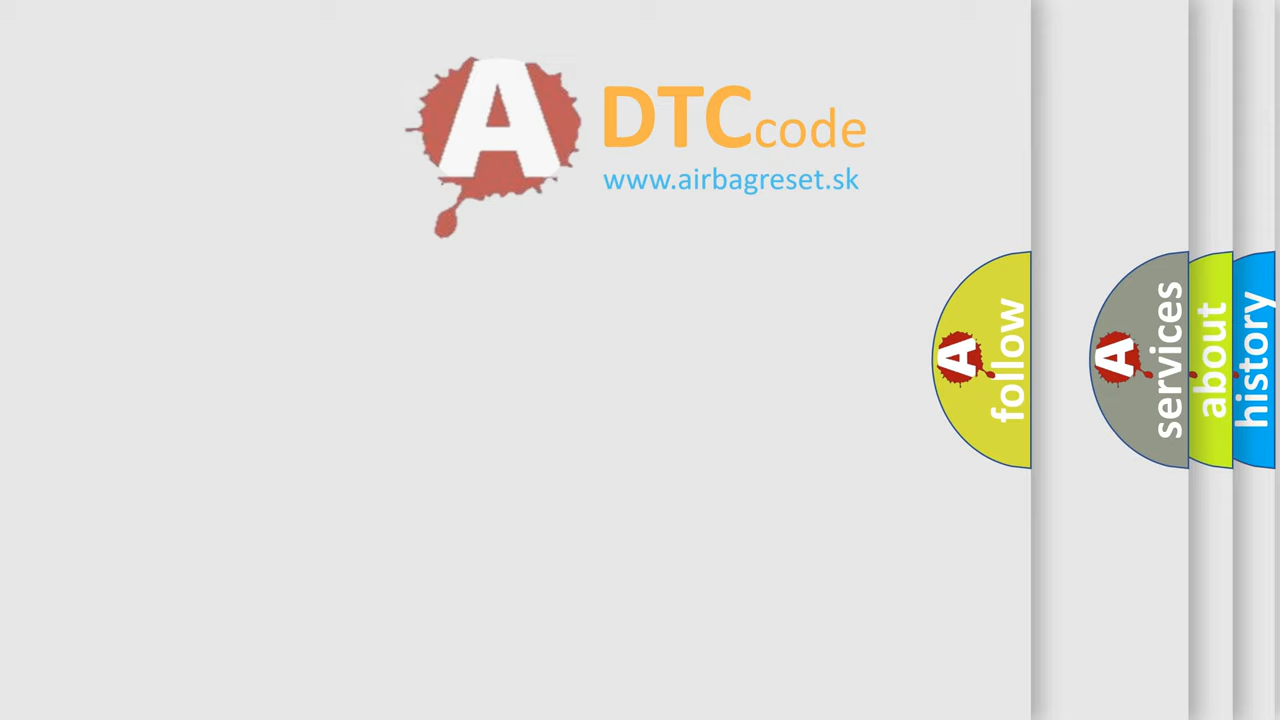 A
DTCcode
www.airbagreset.sk
A
follow
A
services
about
history